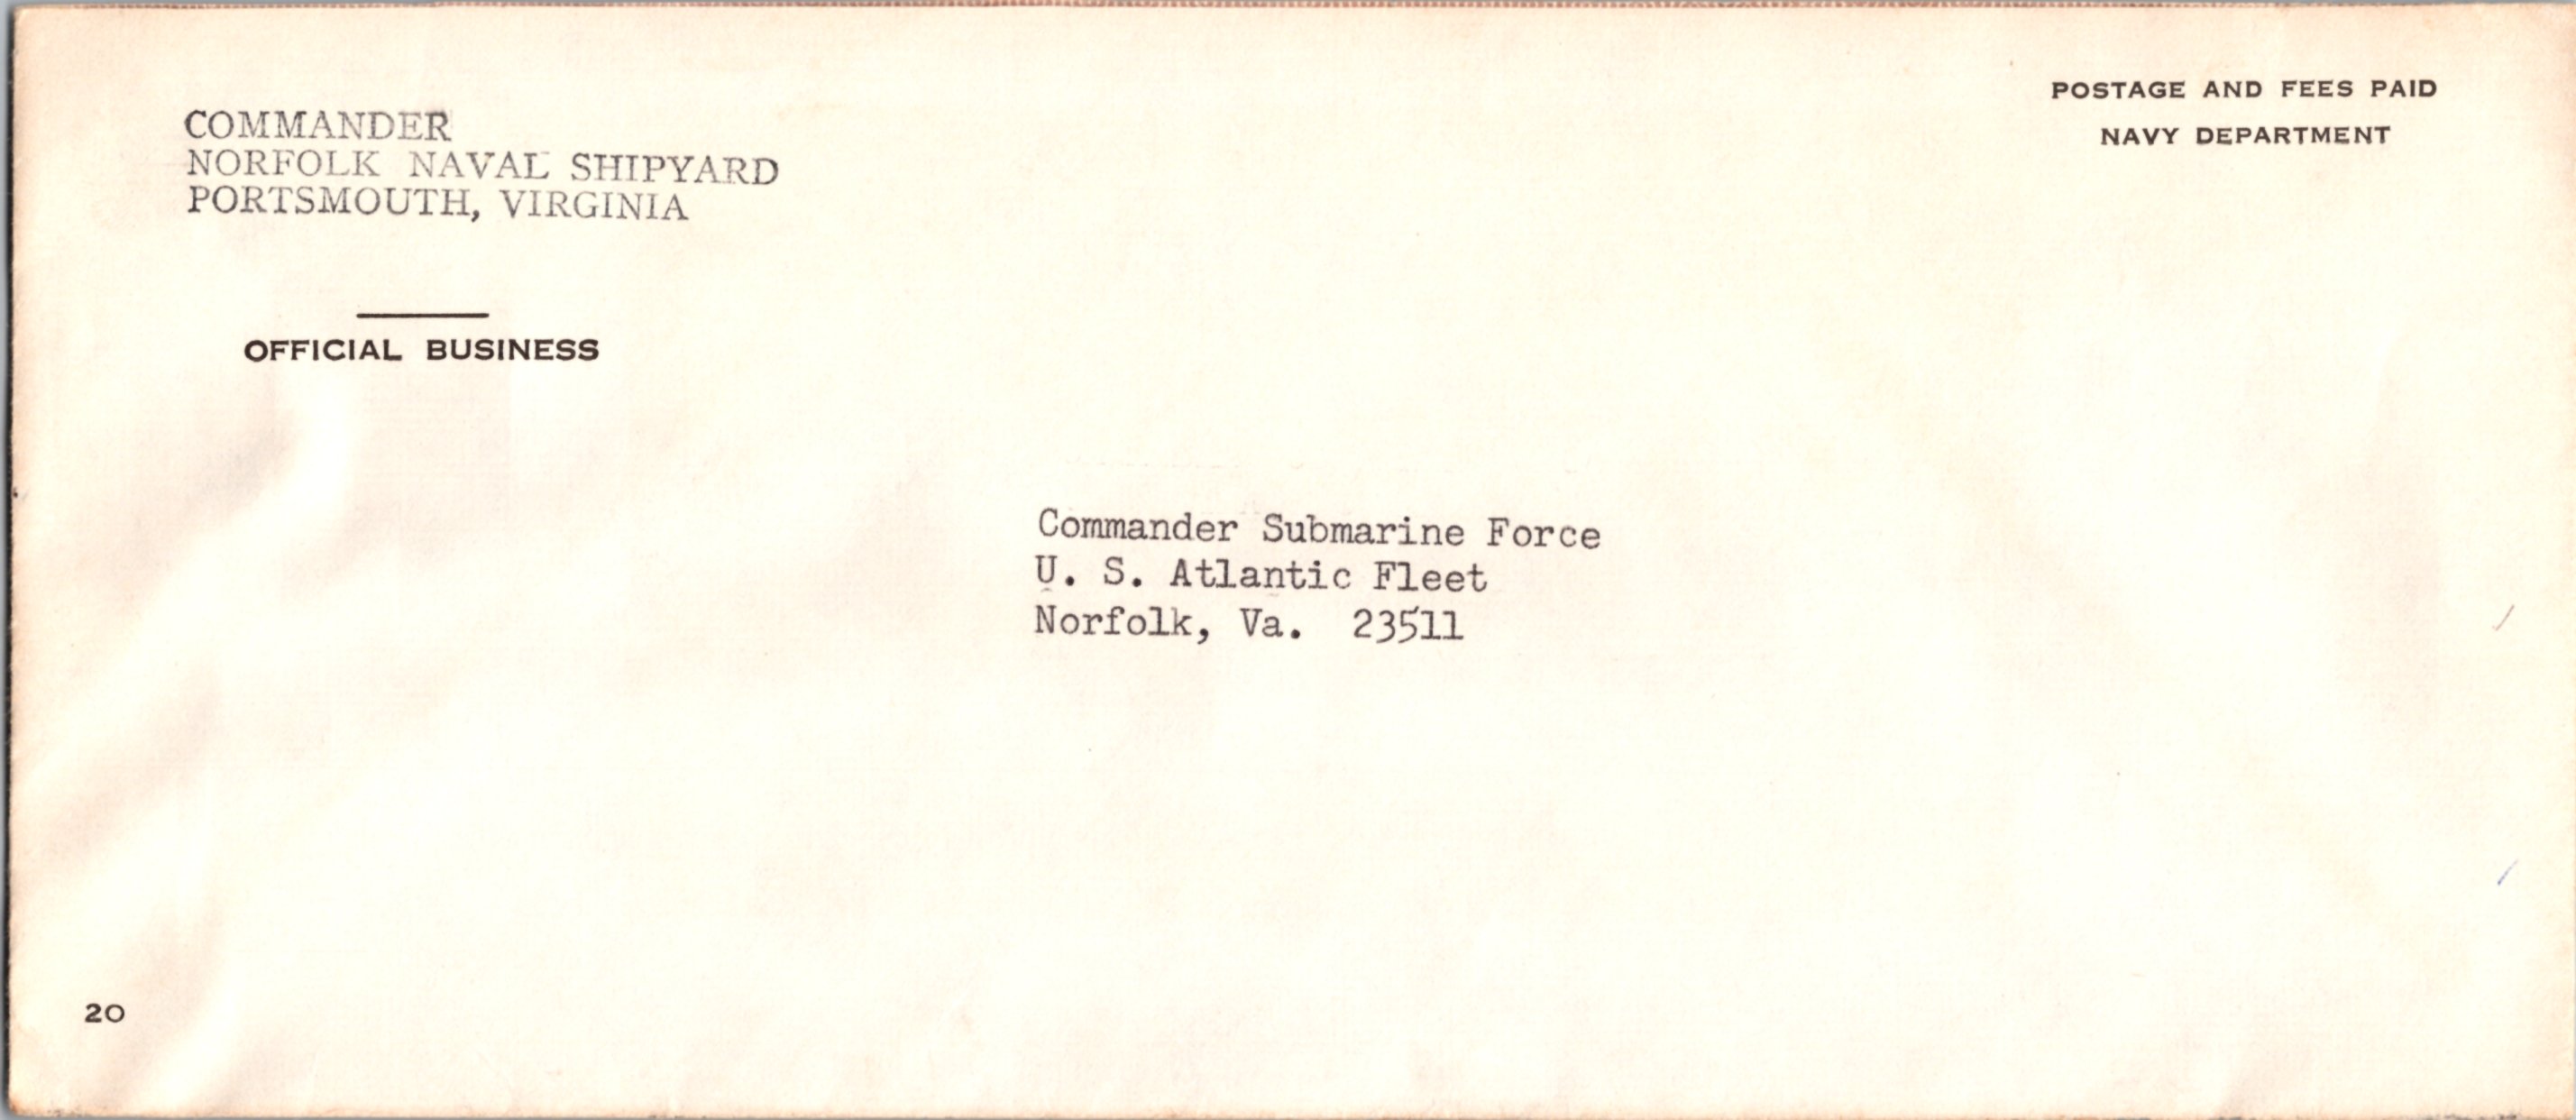 COMMANDER
NORFOLK NAVAL SHIPYARD
PORTSMOUTH, VIRGINIA
OFFICIAL BUSINESS
POSTAGE AND FEES PAID
NAVY DEPARTMENT
Commander Submarine Force
U. S. Atlantic Fleet
Norfolk, Va. 23511
20